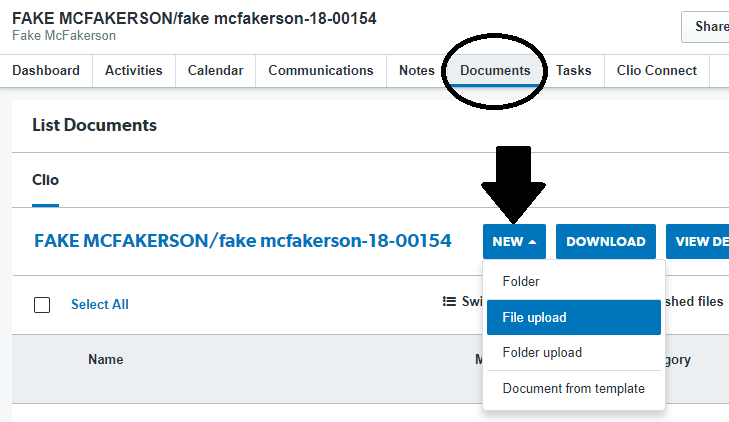 FAKE MCFAKERSON/fake mcfakerson-18-00154
Fake McFakerson
Share
Dashboard Activities Calendar Communications Notes Documents Tasks Clio Connect
List Documents
Clio
FAKE MCFAKERSON/fake mcfakerson-18-00154 NEW DOWNLOAD VIEW DE
Folder
Select All Swi shed files
File upload
Folder upload
Name M gory
Document from template